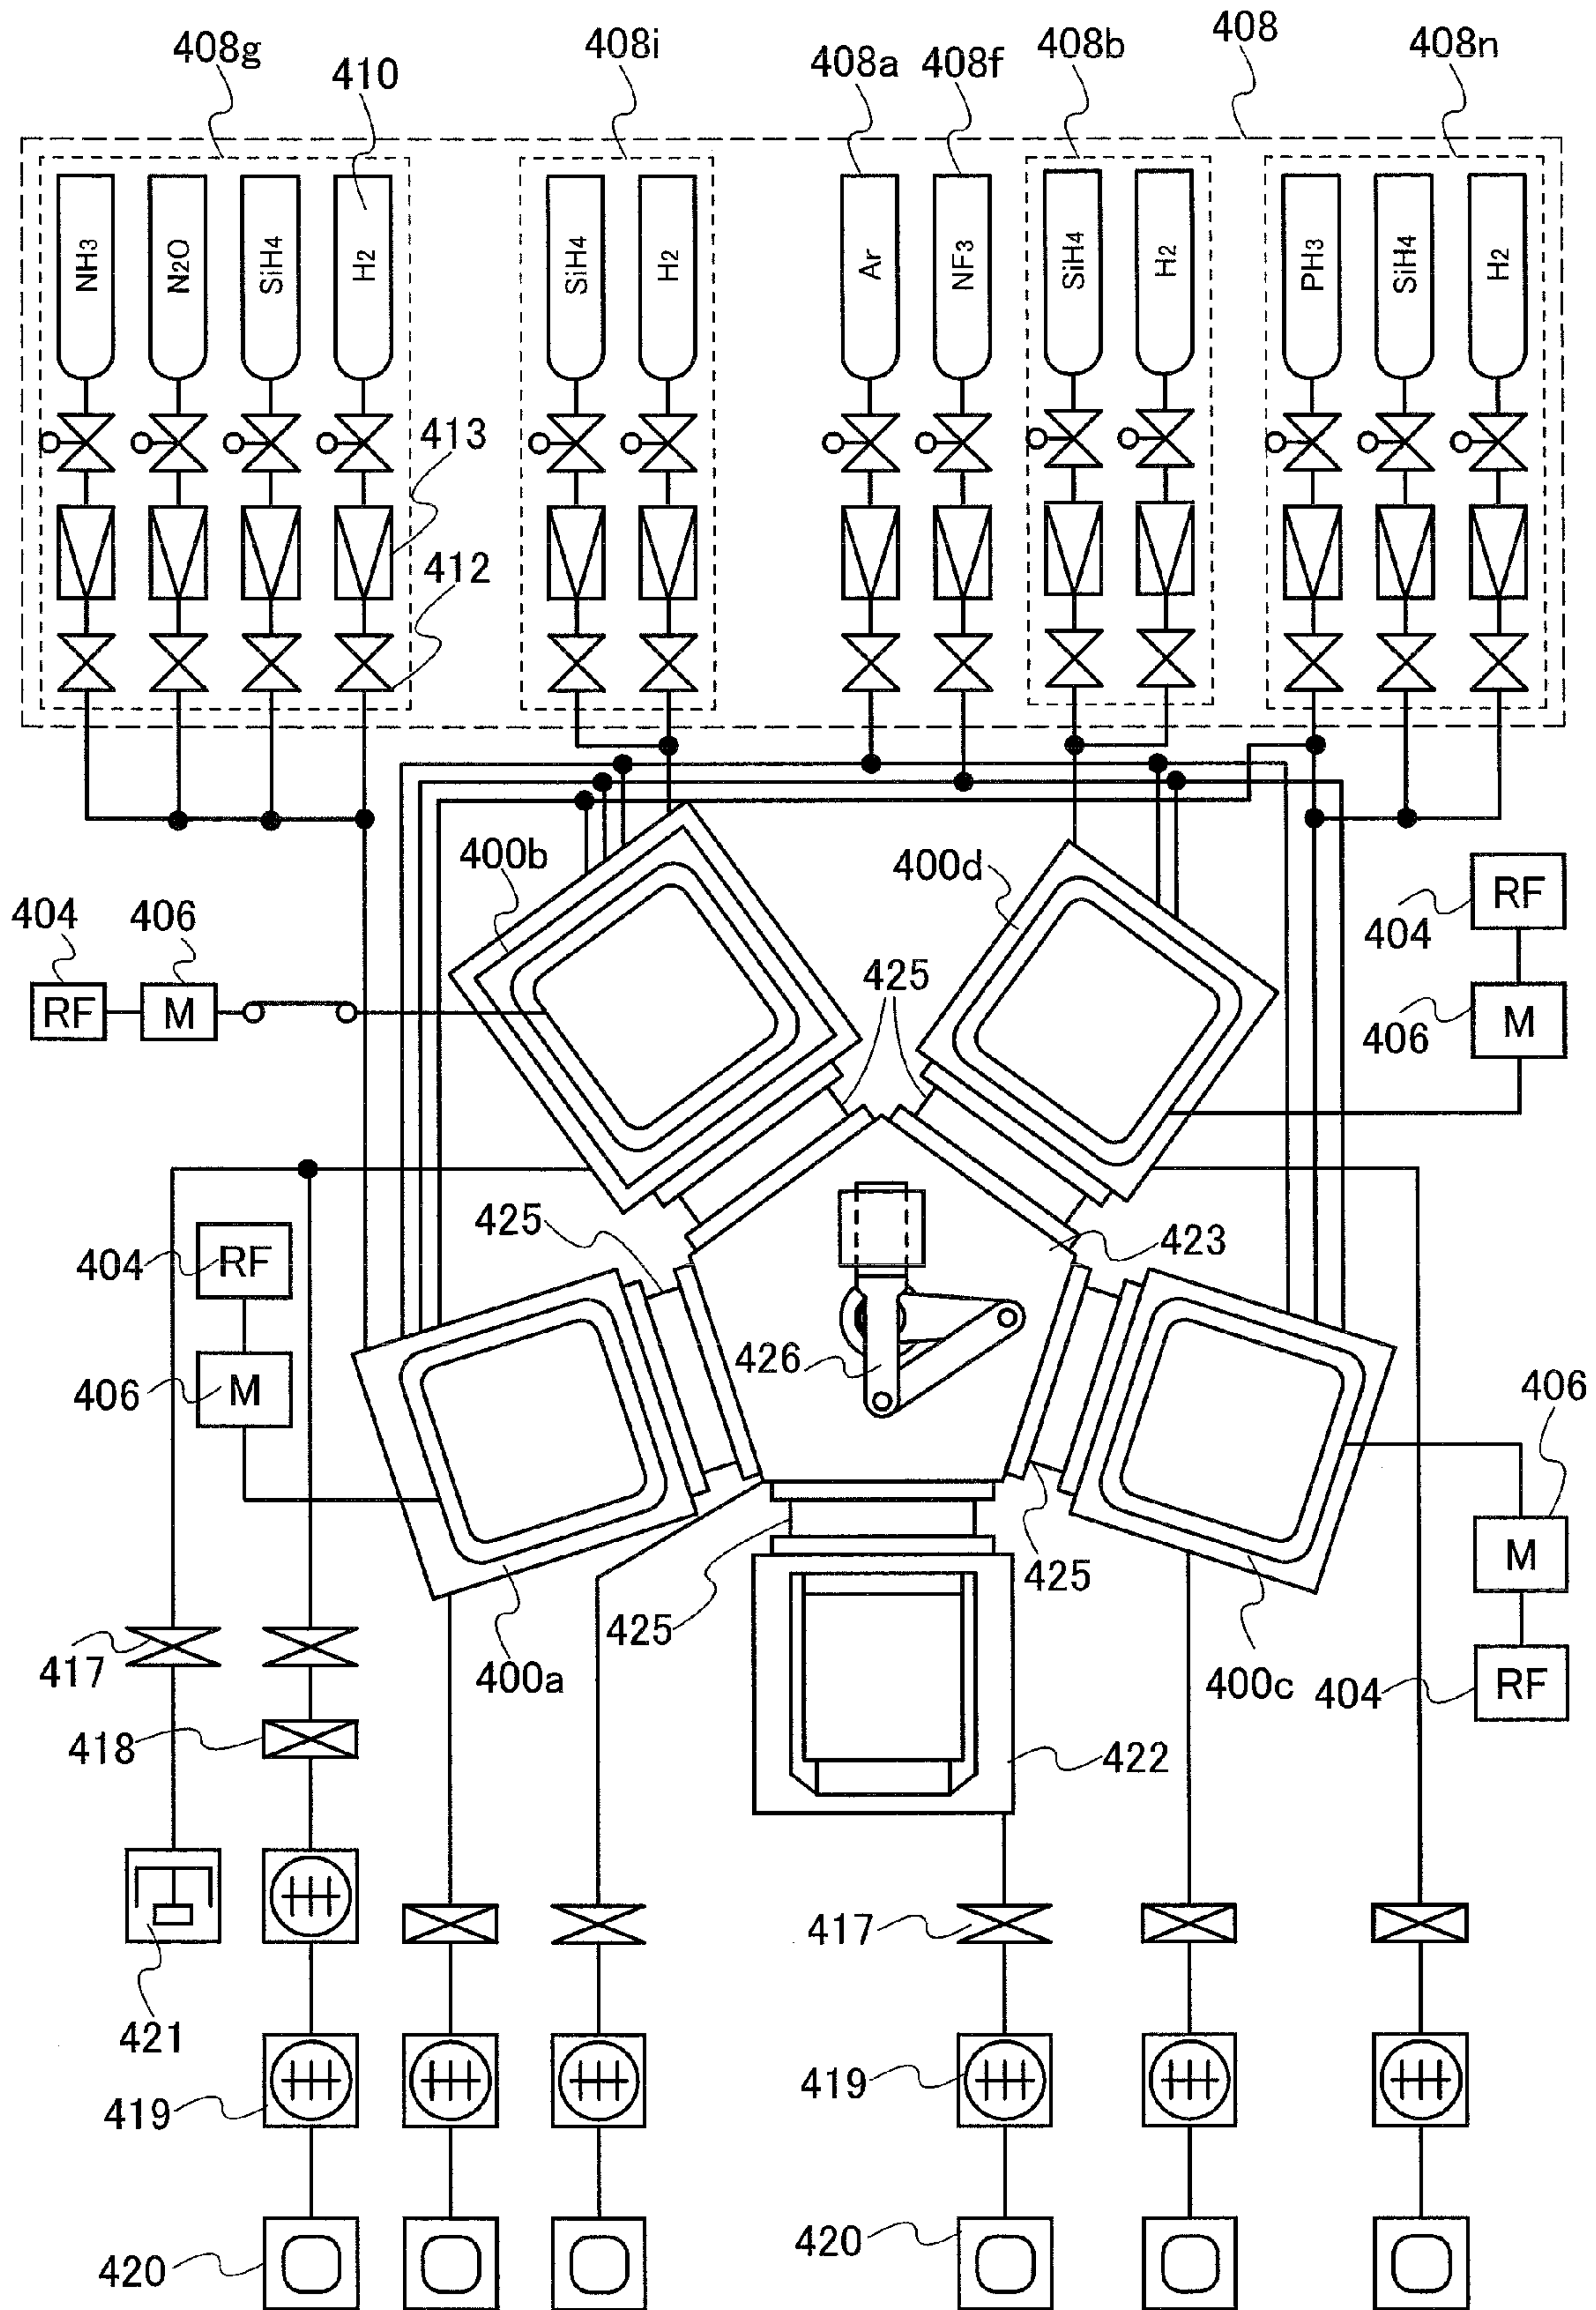 408g
410
408i
408a
408f
408b
408
408n
NH3
N2O
SiH4
H2
SiH4
H2
Ar
NF3
SiH4
H2
PH3
SiH4
H2
413
412
400b
400d
404
406
RF
M
425
RF
404
M
406
425
423
404
RF
406
M
426
406
M
425
425
417
400a
400c
404
RF
418
422
417
421
419
419
420
420